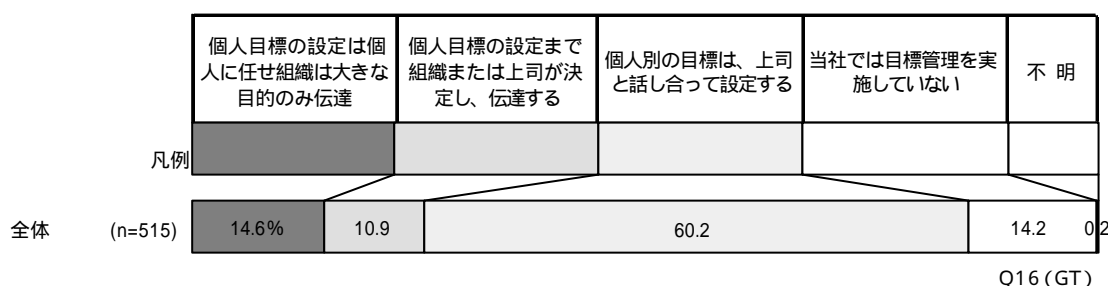 個人目標の設定は個
人に任せ組織は大きな
目的のみ伝達
個人目標の設定まで
組織または上司が決
定し、伝達する
個人別の目標は、上司
と話し合って設定する
当社では目標管理を実
施していない
不 明
凡例
全体 (n=515) 14.6% 10.9 60.2 14.2 0.2
Q16(GT)